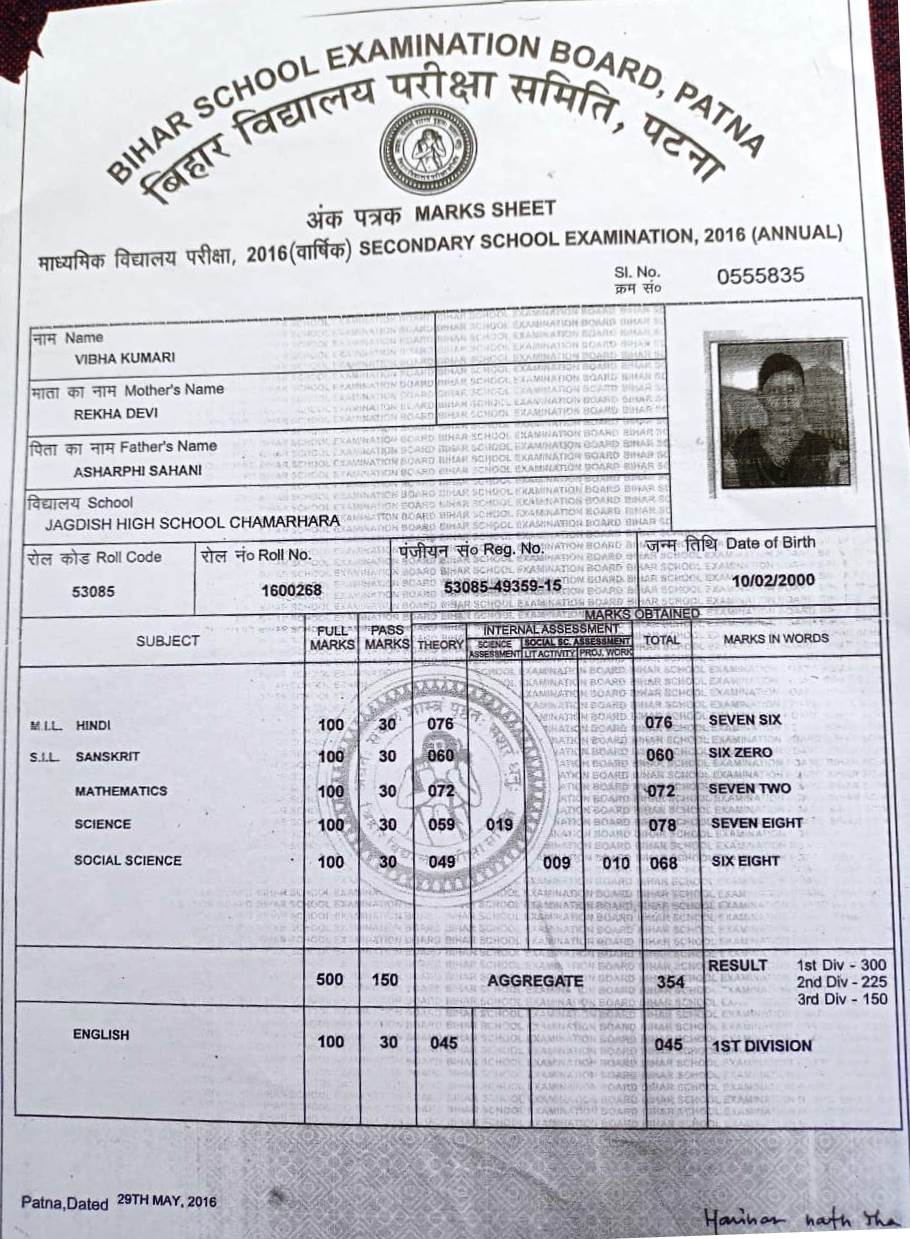 BIHAR SCHOOL EXAMINATION BOARD, PATNA
बिहार विद्यालय परीक्षा समिति, पटना
अंक पत्रक MARKS SHEET
माध्यमिक विद्यालय परीक्षा, 2016(वार्षिक) SECONDARY SCHOOL EXAMINATION, 2016 (ANNUAL)
Sl. No. 0555835
क्रम सं०
नाम Name
VIBHA KUMARI
माता का नाम Mother's Name
REKHA DEVI
पिता का नाम Father's Name
ASHARPHI SAHANI
विद्यालय School
JAGDISH HIGH SCHOOL CHAMARHARA
रोल कोड Roll Code रोल नं० Roll No. पंजीयन सं० Reg. No. जन्म तिथि Date of Birth
53085 1600268 53085-49359-15 10/02/2000
MARKS OBTAINED
SUBJECT FULL MARKS PASS MARKS THEORY INTERNAL ASSESSMENT TOTAL MARKS IN WORDS
SCIENCE ASSESSMENT SOCIAL SC. ASSESSMENT
LIT ACTIVITY PROJ. WORK
M.I.L. HINDI 100 30 076 076 SEVEN SIX
S.I.L. SANSKRIT 100 30 060 060 SIX ZERO
MATHEMATICS 100 30 072 072 SEVEN TWO
SCIENCE 100 30 059 019 078 SEVEN EIGHT
SOCIAL SCIENCE 100 30 049 009 010 068 SIX EIGHT
500 150 AGGREGATE 354 RESULT 1st Div - 300
2nd Div - 225
3rd Div - 150
ENGLISH 100 30 045 045 1ST DIVISION
Patna,Dated 29TH MAY, 2016
Harihar nath Jha